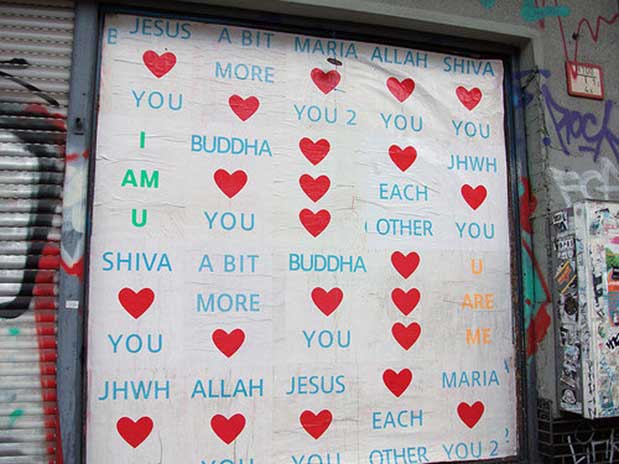 JESUS
YOU
A BIT
MORE
MARIA
YOU 2
ALLAH
YOU
SHIVA
YOU
I
AM
U
BUDDHA
YOU
EACH
OTHER
JHWH
YOU
SHIVA
YOU
A BIT
MORE
BUDDHA
YOU
U
ARE
ME
JHWH
YOU
ALLAH
YOU
JESUS
YOU
EACH
OTHER
MARIA
YOU 2